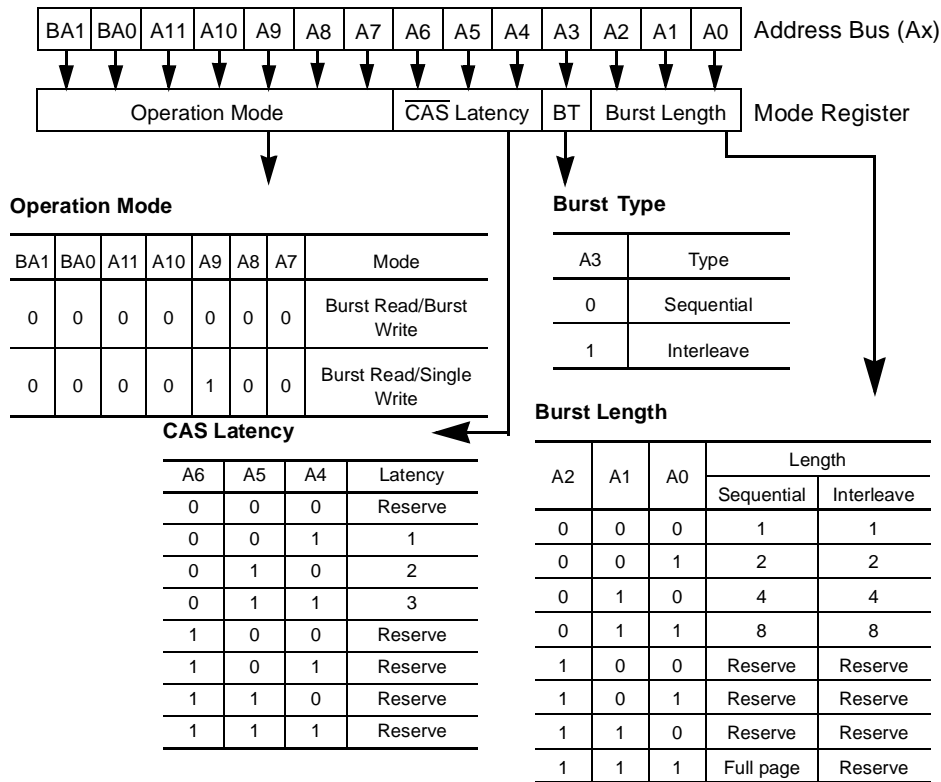 BA1 BA0 A11 A10 A9 A8 A7 A6 A5 A4 A3 A2 A1 A0 Address Bus (Ax)
Operation Mode CAS Latency BT Burst Length Mode Register
Operation Mode
BA1 BA0 A11 A10 A9 A8 A7 Mode
0 0 0 0 0 0 0 Burst Read/Burst
Write
0 0 0 0 1 0 0 Burst Read/Single
Write
Burst Type
A3 Type
0 Sequential
1 Interleave
CAS Latency
A6 A5 A4 Latency
0 0 0 Reserve
0 0 1 1
0 1 0 2
0 1 1 3
1 0 0 Reserve
1 0 1 Reserve
1 1 0 Reserve
1 1 1 Reserve
Burst Length
A2 A1 A0 Length
Sequential Interleave
0 0 0 1 1
0 0 1 2 2
0 1 0 4 4
0 1 1 8 8
1 0 0 Reserve Reserve
1 0 1 Reserve Reserve
1 1 0 Reserve Reserve
1 1 1 Full page Reserve